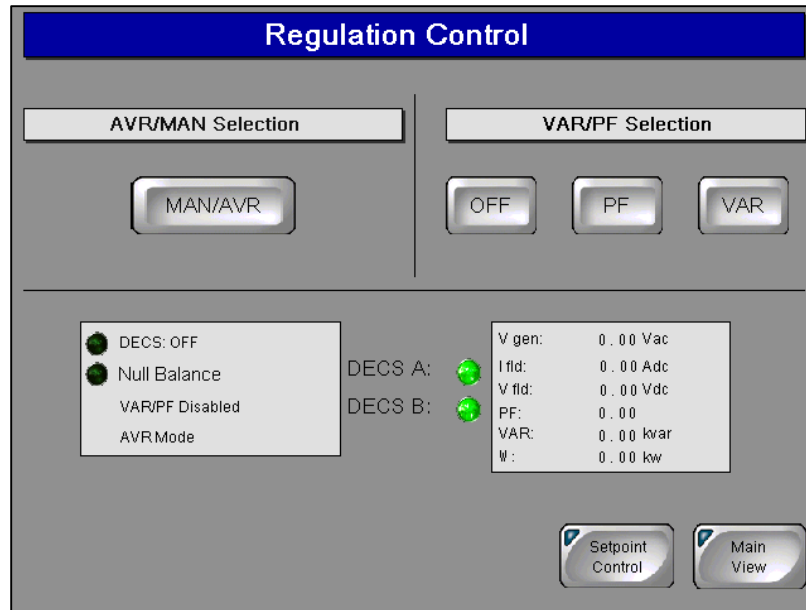 Regulation Control
AVR/MAN Selection
VAR/PF Selection
MAN/AVR
OFF
PF
VAR
DECS: OFF
Null Balance
VAR/PF Disabled
AVR Mode
DECS A:
DECS B:
V gen: 0.00 Vac
I fld: 0.00 Adc
V fld: 0.00 Vdc
PF: 0.00
VAR: 0.00 kvar
W: 0.00 kw
Setpoint
Control
Main
View